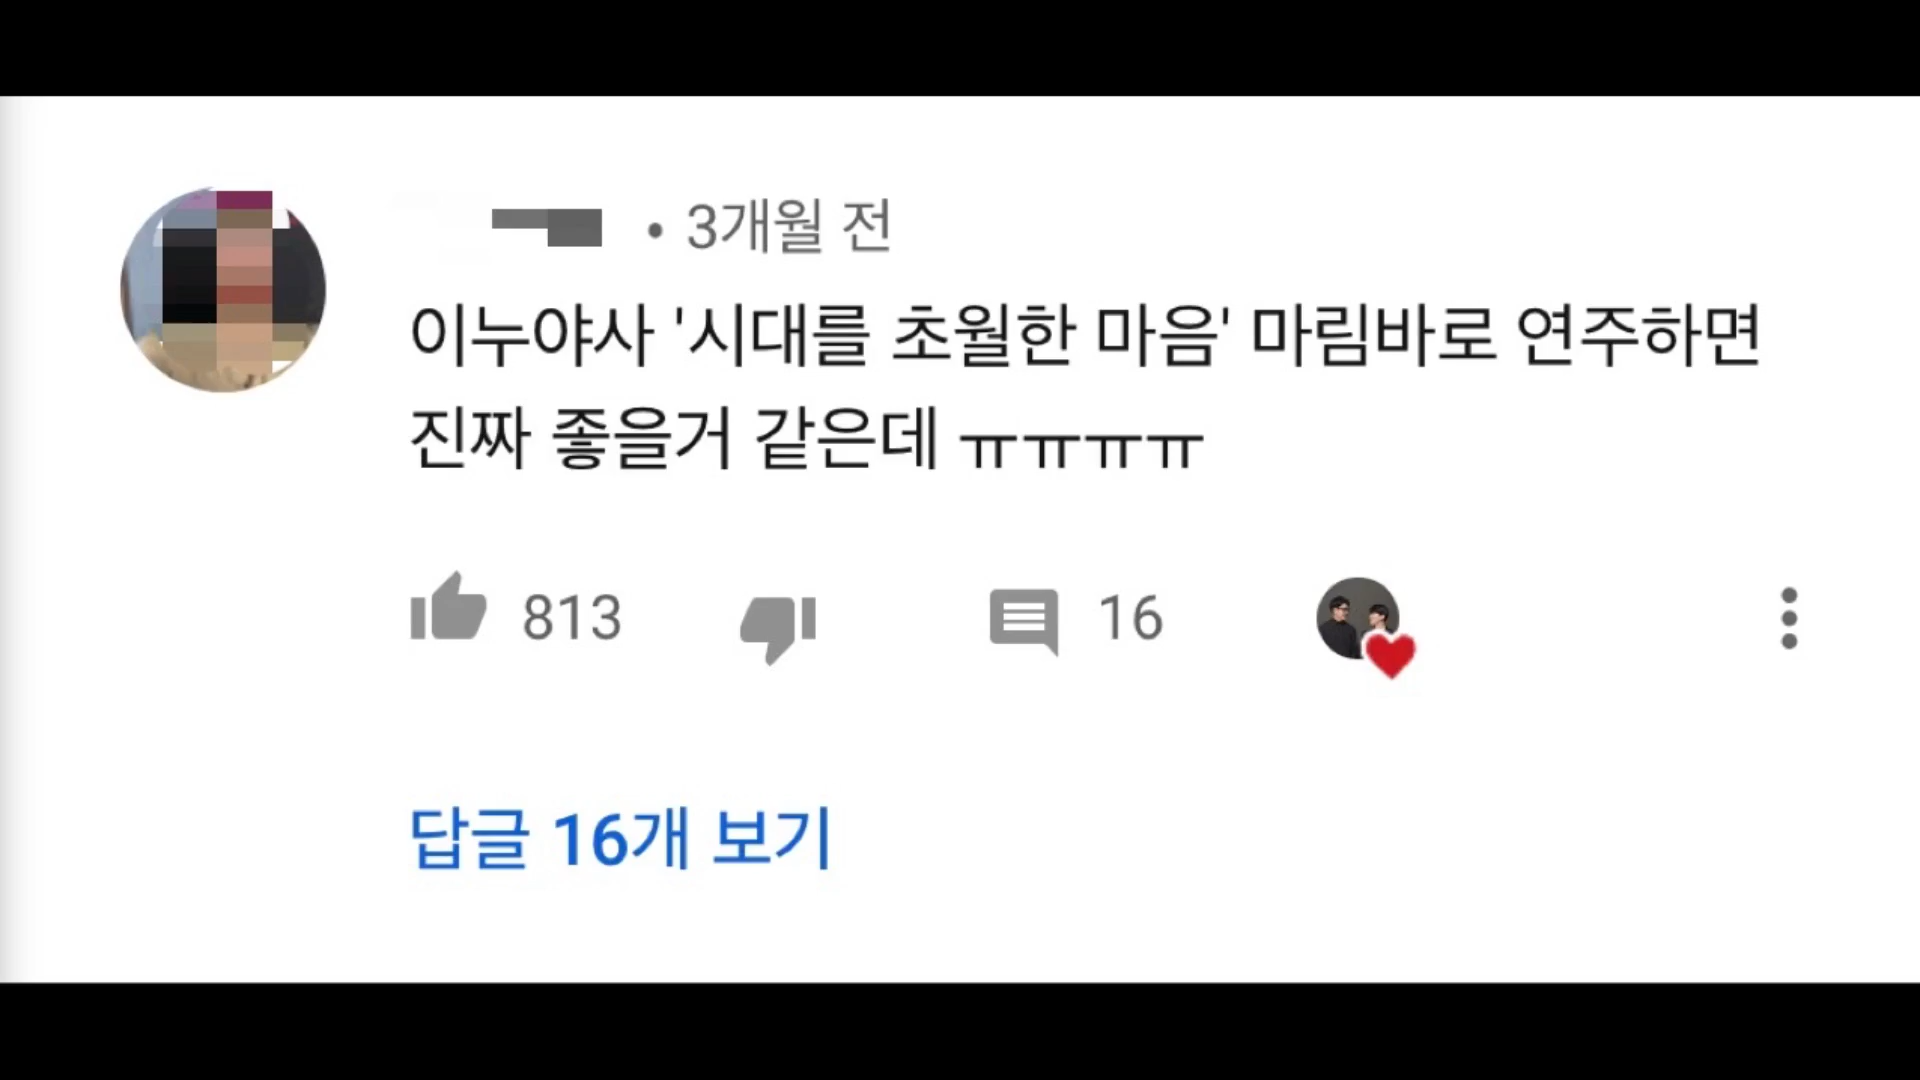 • 3개월 전
이누야사 '시대를 초월한 마음' 마림바로 연주하면
진짜 좋을거 같은데 ㅠㅠㅠㅠ
813 16
답글 16개 보기